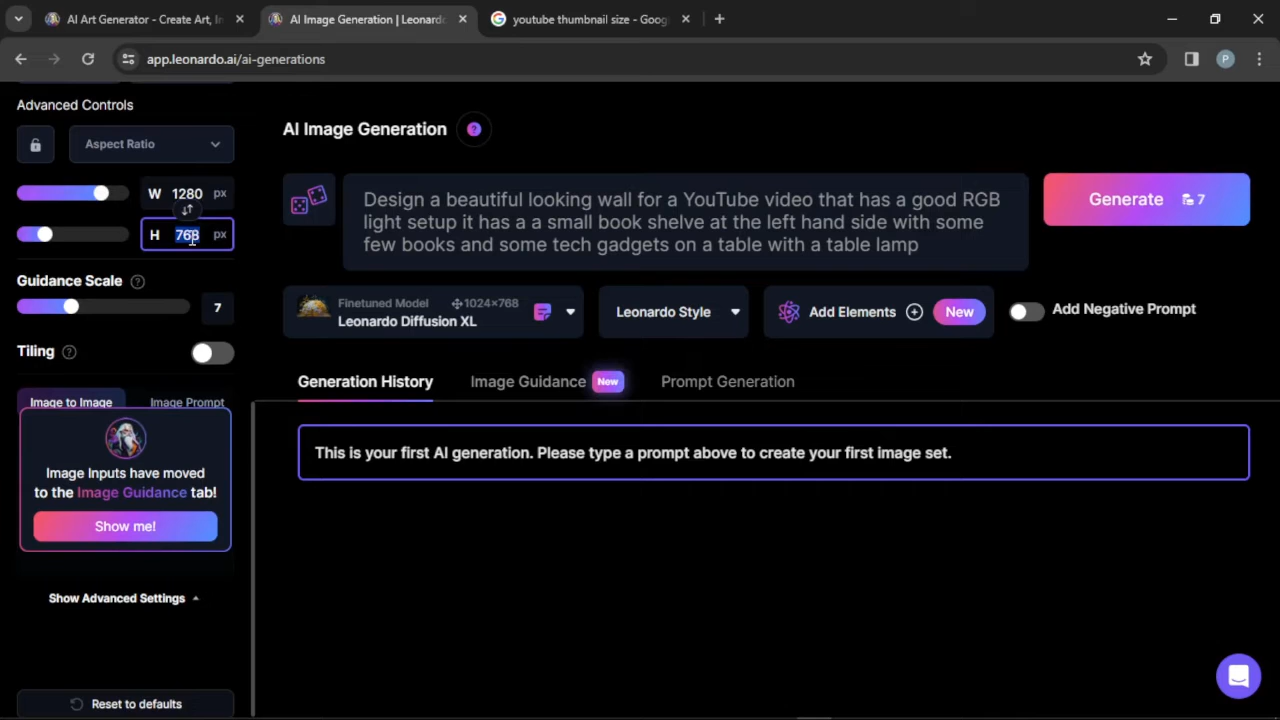 AI Art Generator - Create Art, In
AI Image Generation | Leonardo
youtube thumbnail size - Goog
app.leonardo.ai/ai-generations
P
Advanced Controls
Aspect Ratio
W 1280 px
H 768 px
Guidance Scale ?
7
Tiling ?
Image to Image
Image Prompt
Image Inputs have moved
to the Image Guidance tab!
Show me!
Show Advanced Settings
Reset to defaults
AI Image Generation ?
Design a beautiful looking wall for a YouTube video that has a good RGB
light setup it has a a small book shelve at the left hand side with some
few books and some tech gadgets on a table with a table lamp
Generate 7
Finetuned Model 1024×768
Leonardo Diffusion XL
Leonardo Style
Add Elements New
Add Negative Prompt
Generation History
Image Guidance New
Prompt Generation
This is your first AI generation. Please type a prompt above to create your first image set.